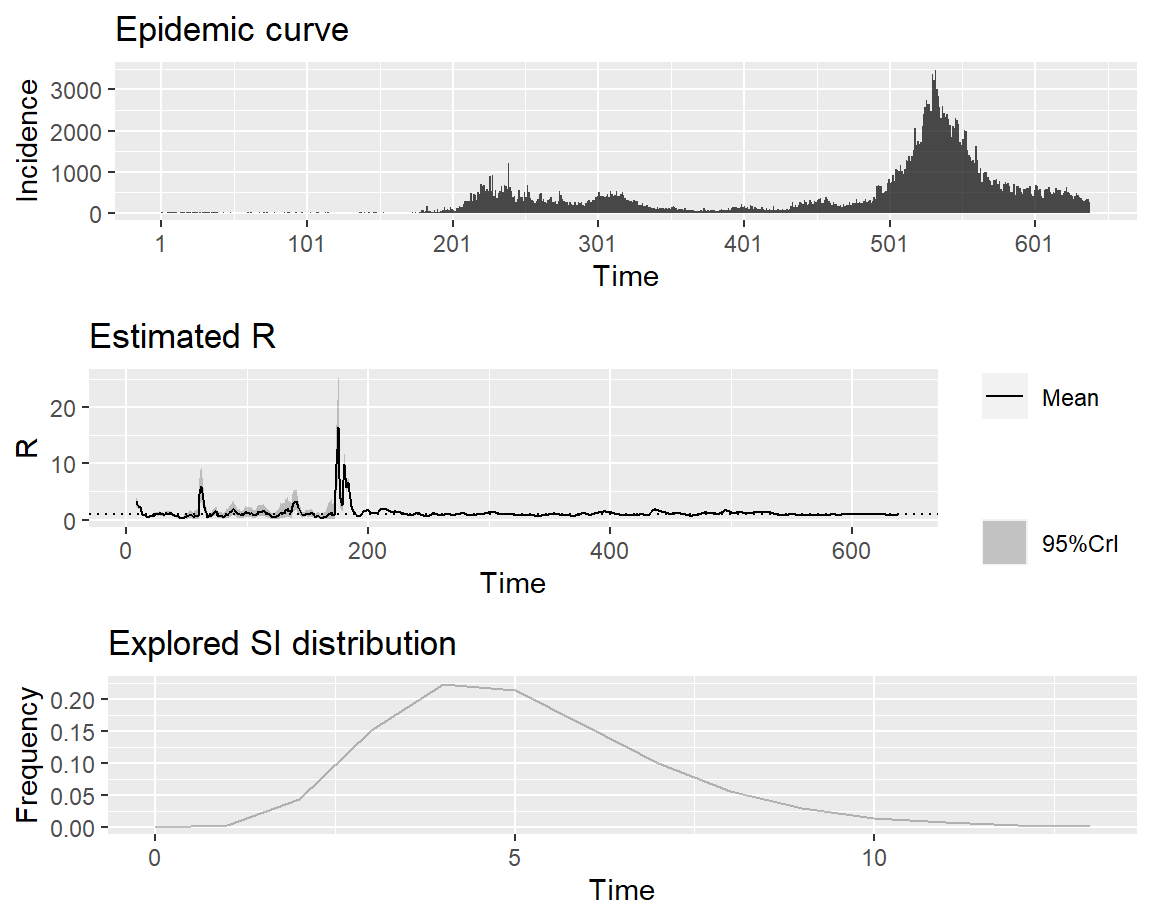 Epidemic curve
Incidence
3000
2000
1000
0
1 101 201 301 401 501 601
Time
Estimated R
R
20
10
0
0 200 400 600
Time
Mean
95%CrI
Explored SI distribution
Frequency
0.20
0.15
0.10
0.05
0.00
0 5 10
Time